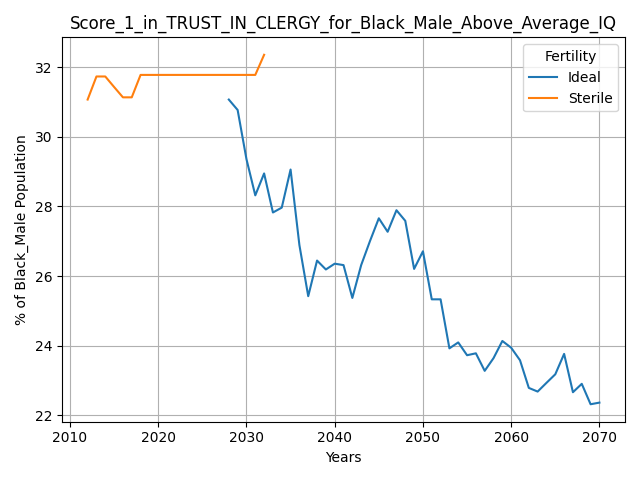 Score_1_in_TRUST_IN_CLERGY_for_Black_Male_Above_Average_IQ
Fertility
Ideal
Sterile
% of Black_Male Population
32
30
28
26
24
22
2010 2020 2030 2040 2050 2060 2070
Years